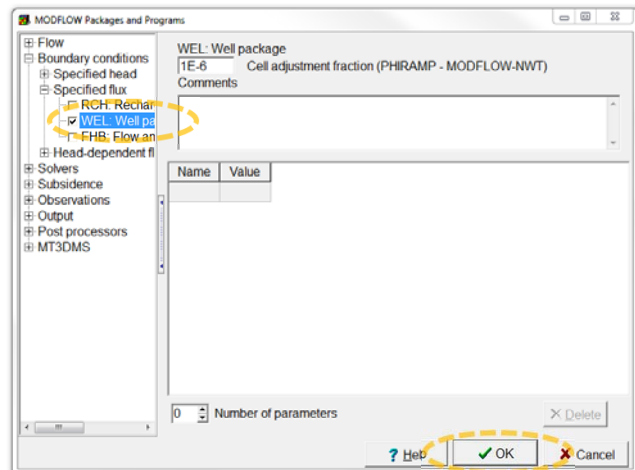 MODFLOW Packages and Programs
Flow
Boundary conditions
Specified head
Specified flux
RCH: Rechar
WEL: Well pa
FHB: Flow an
Head-dependent fl
Solvers
Subsidence
Observations
Output
Post processors
MT3DMS
WEL: Well package
1E-6 Cell adjustment fraction (PHIRAMP - MODFLOW-NWT)
Comments
Name Value
0 Number of parameters
Delete
? Help
OK
Cancel